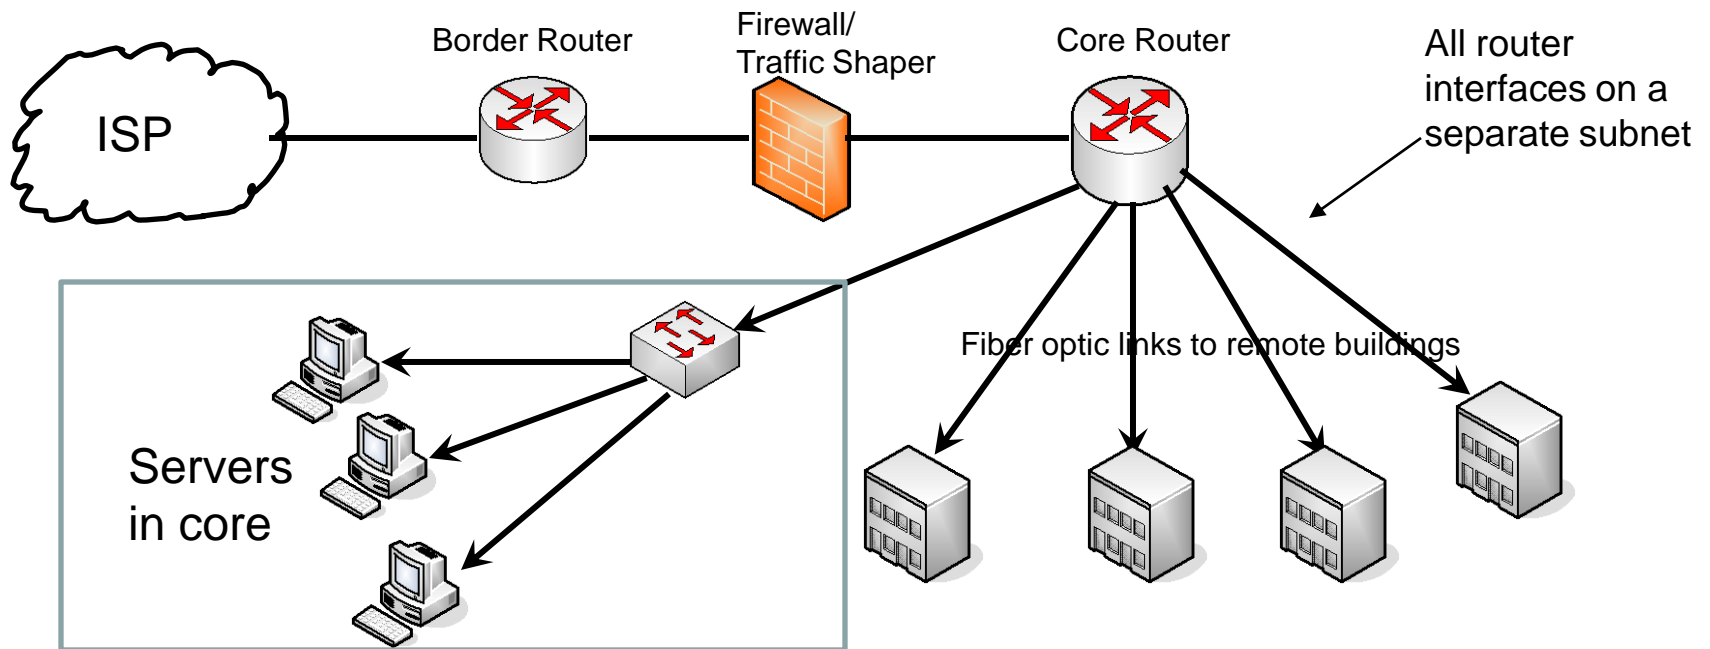 Border Router
Firewall/
Traffic Shaper
Core Router
All router
interfaces on a
separate subnet
ISP
Fiber optic links to remote buildings
Servers
in core